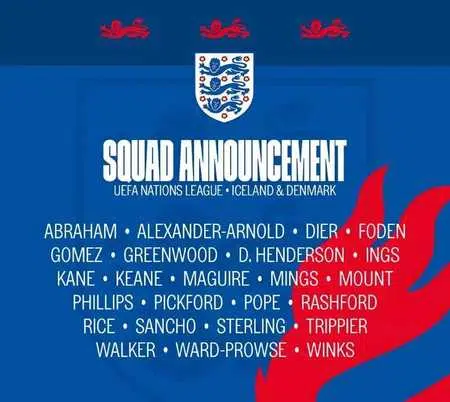 SQUAD ANNOUNCEMENT
UEFA NATIONS LEAGUE • ICELAND & DENMARK
ABRAHAM • ALEXANDER-ARNOLD • DIER • FODEN
GOMEZ • GREENWOOD • D. HENDERSON • INGS
KANE • KEANE • MAGUIRE • MINGS • MOUNT
PHILLIPS • PICKFORD • POPE • RASHFORD
RICE • SANCHO • STERLING • TRIPPIER
WALKER • WARD-PROWSE • WINKS